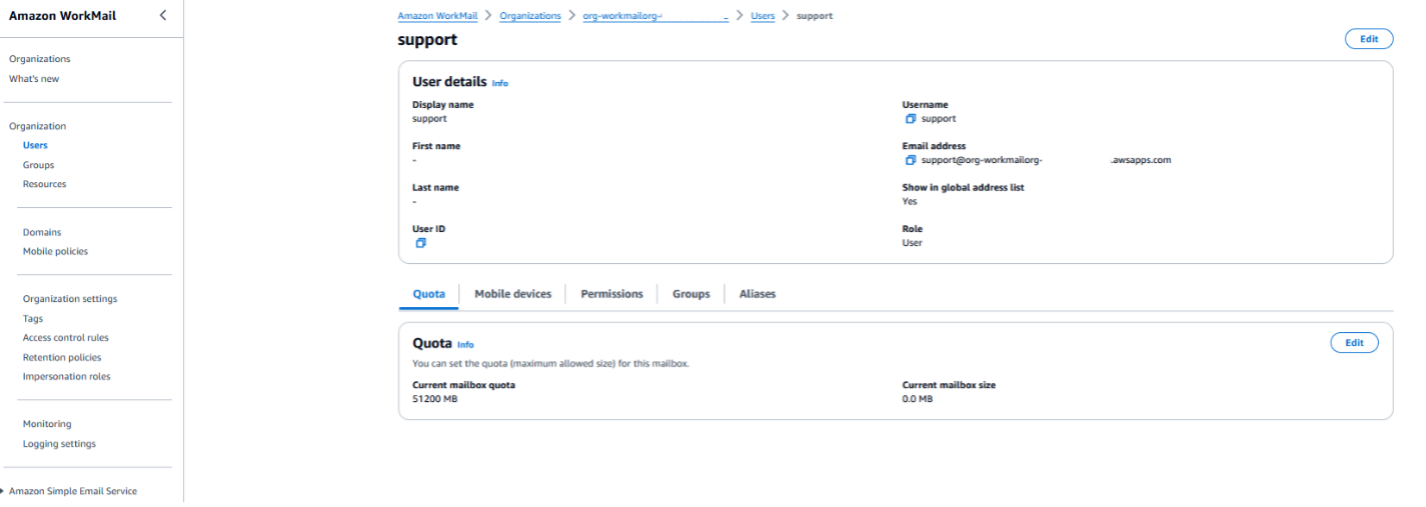 Amazon WorkMail
Organizations
What's new
Organization
Users
Groups
Resources
Domains
Mobile policies
Organization settings
Tags
Access control rules
Retention policies
Impersonation roles
Monitoring
Logging settings
Amazon Simple Email Service
Amazon WorkMail > Organizations > org-workmailorg- > Users > support
support
Edit
User details Info
Display name
support
Username
support
First name
-
Email address
support@org-workmailorg- .awsapps.com
Last name
-
Show in global address list
Yes
User ID
Role
User
Quota Mobile devices Permissions Groups Aliases
Quota Info
Edit
You can set the quota (maximum allowed size) for this mailbox.
Current mailbox quota
51200 MB
Current mailbox size
0.0 MB